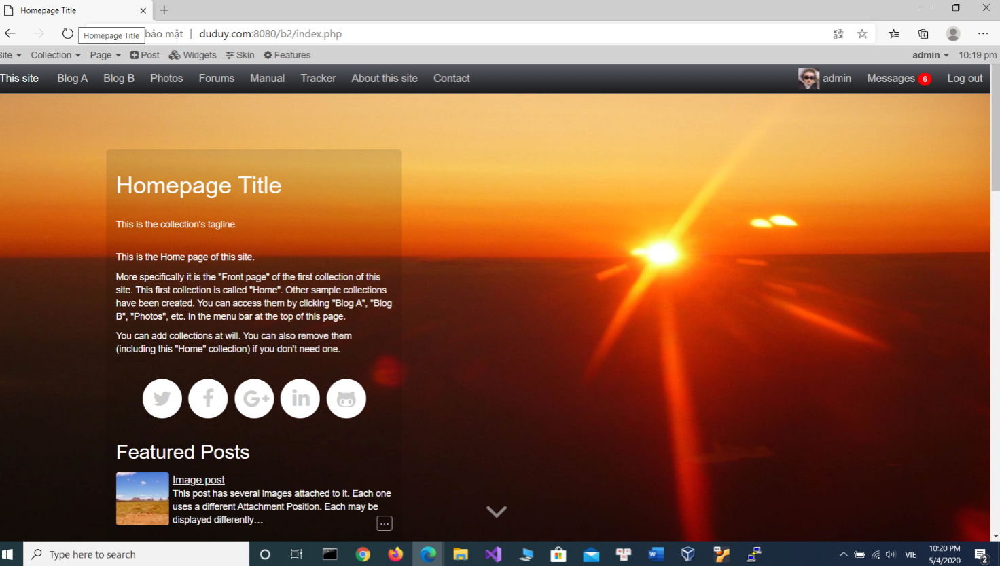 Homepage Title
Homepage Title
bảo mật | duduy.com:8080/b2/index.php
ite Collection Page Post Widgets Skin Features admin 10:19 pm
This site Blog A Blog B Photos Forums Manual Tracker About this site Contact admin Messages 6 Log out
Homepage Title
This is the collection's tagline.
This is the Home page of this site.
More specifically it is the "Front page" of the first collection of this
site. This first collection is called "Home". Other sample collections
have been created. You can access them by clicking "Blog A", "Blog
B", "Photos", etc. in the menu bar at the top of this page.
You can add collections at will. You can also remove them
(including this "Home" collection) if you don't need one.
Featured Posts
Image post
This post has several images attached to it. Each one
uses a different Attachment Position. Each may be
displayed differently…
Type here to search
VIE
10:20 PM
5/4/2020
2